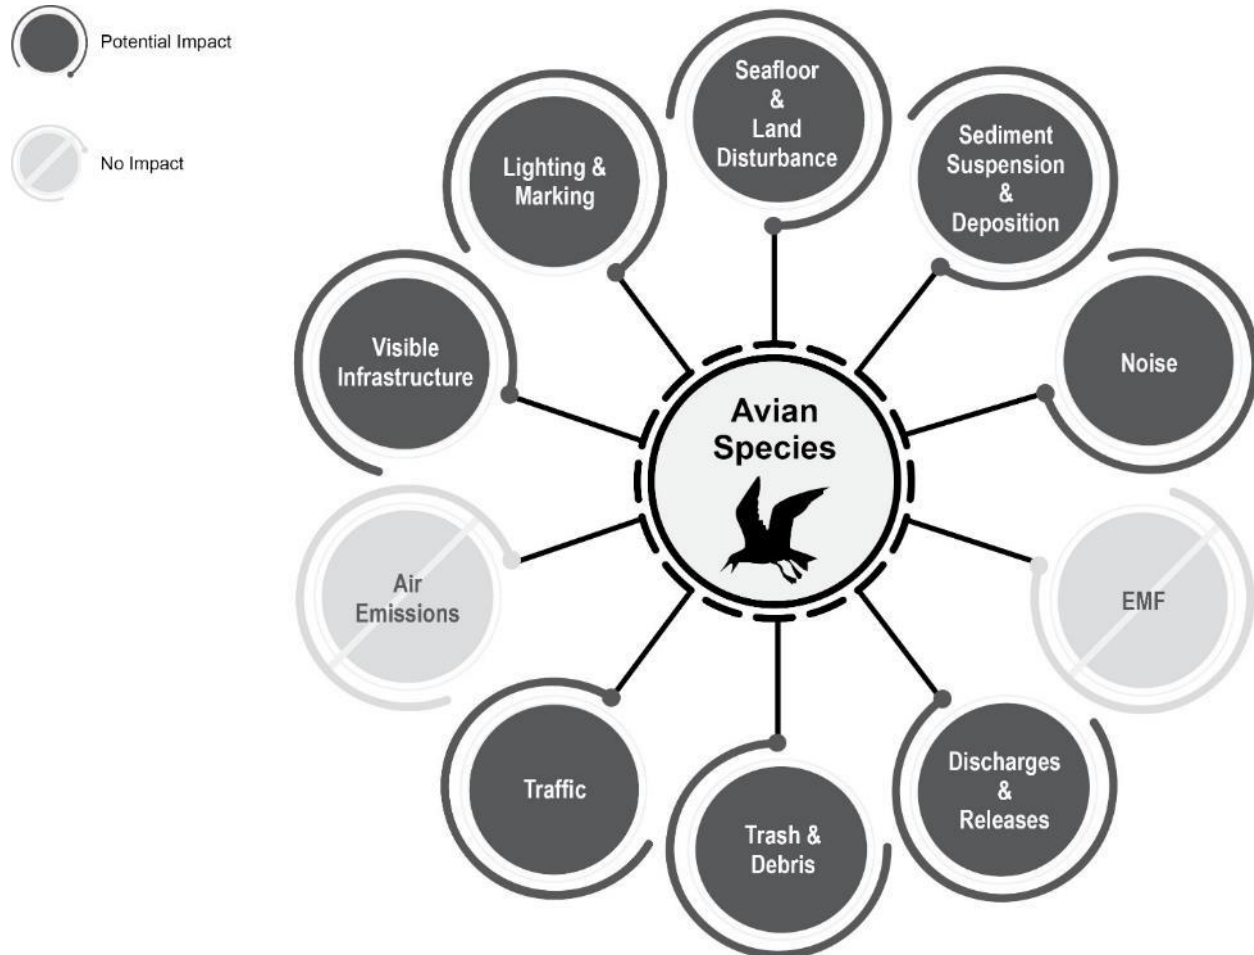 Potential Impact
No Impact
Seafloor
&
Land
Disturbance
Sediment
Suspension
&
Deposition
Noise
EMF
Discharges
&
Releases
Trash &
Debris
Traffic
Air
Emissions
Visible
Infrastructure
Lighting &
Marking
Avian
Species